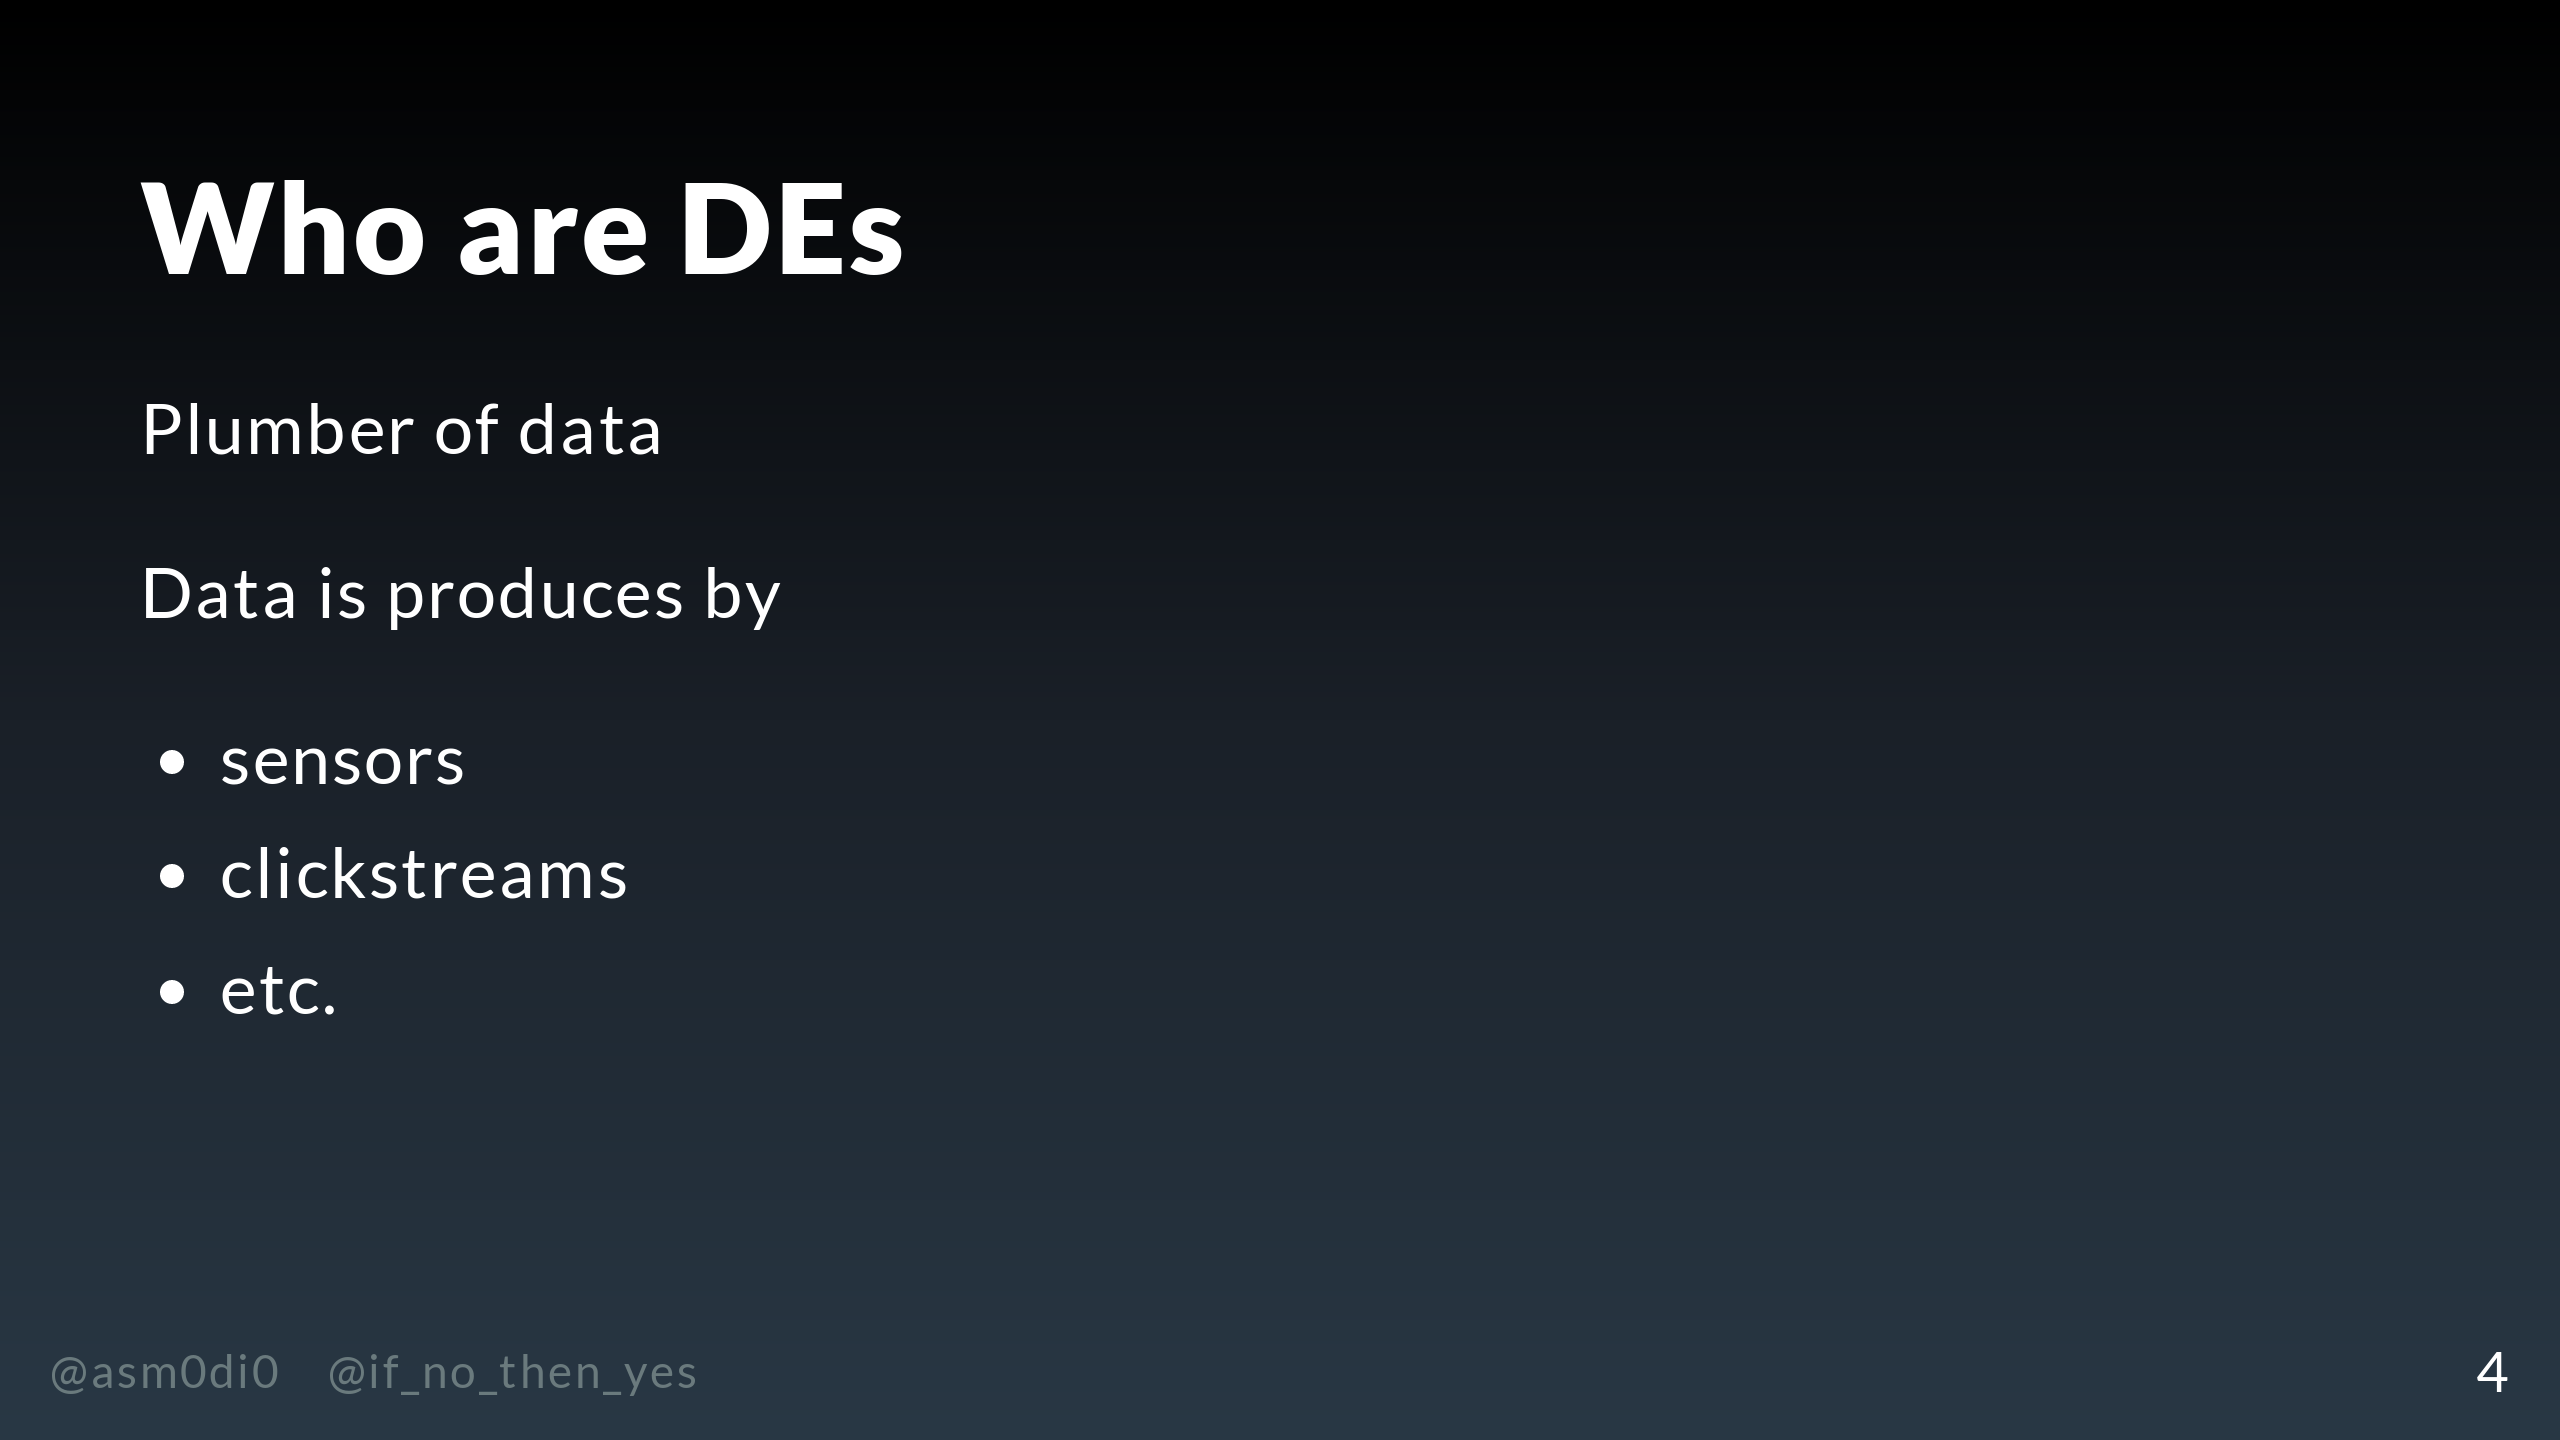 Who are DEs
Plumber of data
Data is produces by
• sensors
• clickstreams
• etc.
@asm0di0 @if_no_then_yes
4